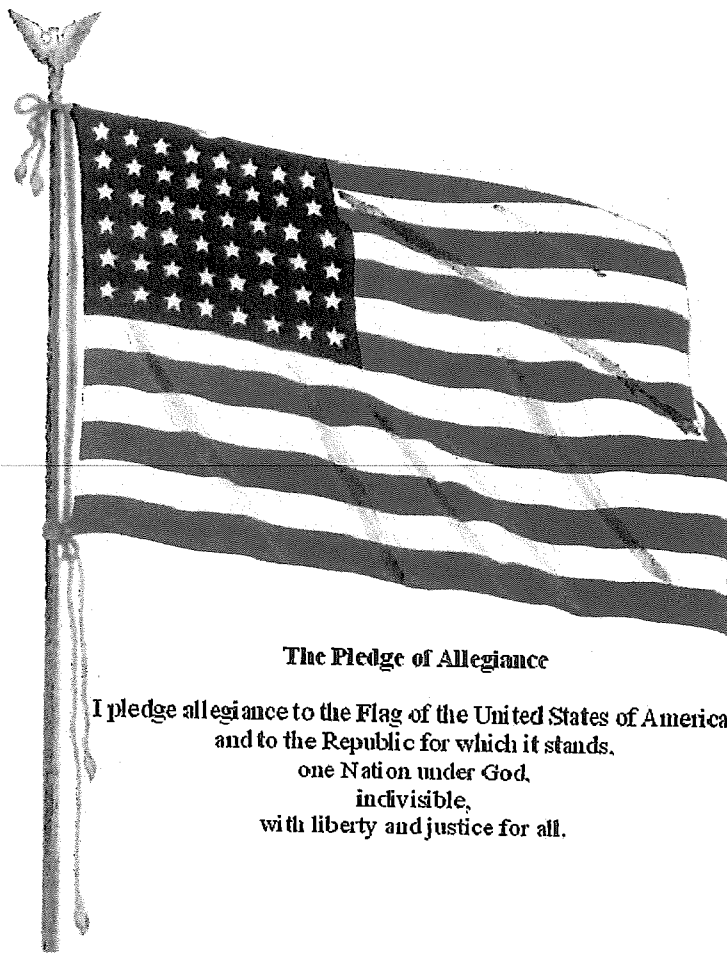 The Pledge of Allegiance
I pledge allegiance to the Flag of the United States of America
and to the Republic for which it stands,
one Nation under God,
indivisible,
with liberty and justice for all.